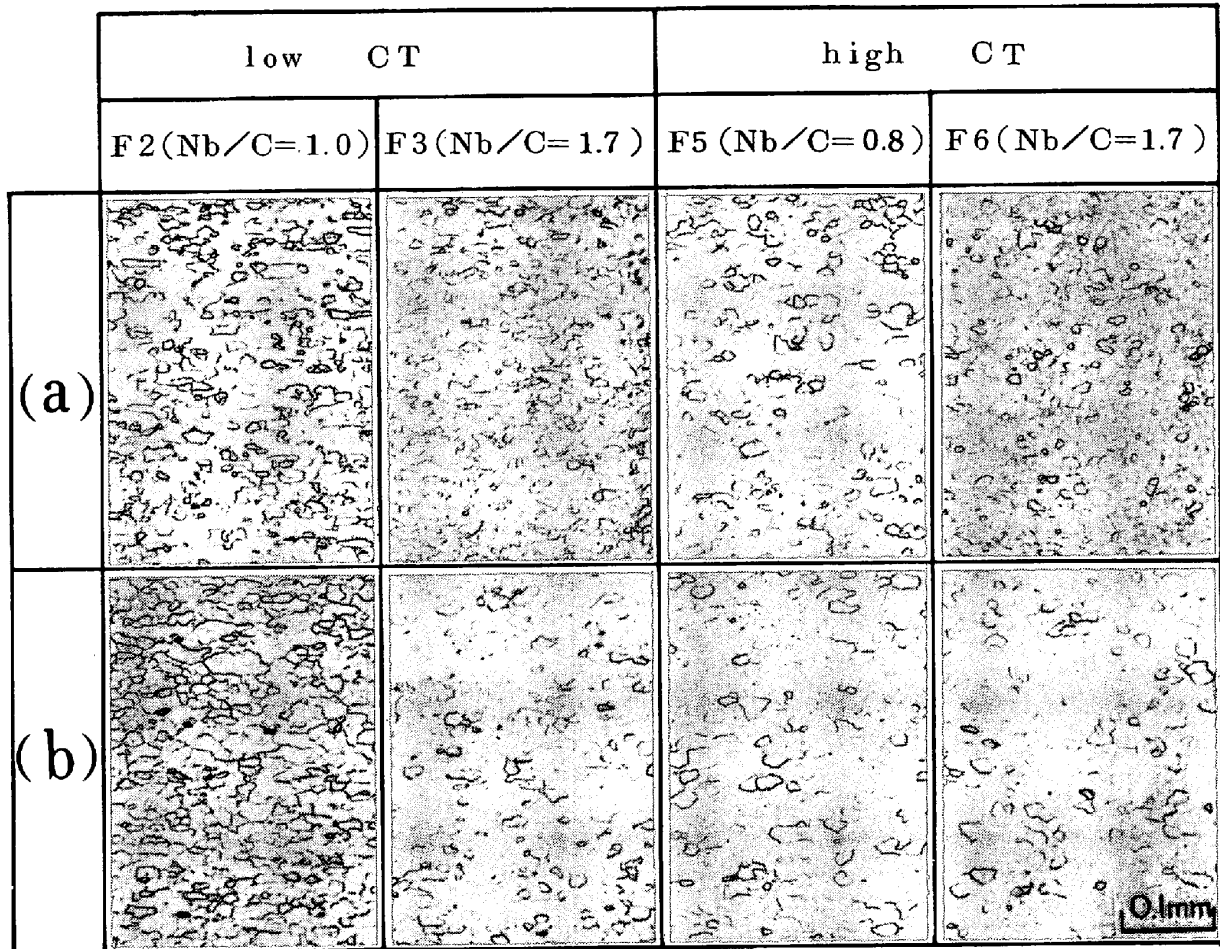 low CT
high CT
F2(Nb/C=1.0)
F3(Nb/C=1.7)
F5(Nb/C=0.8)
F6(Nb/C=1.7)
(a)
(b)
0.1mm